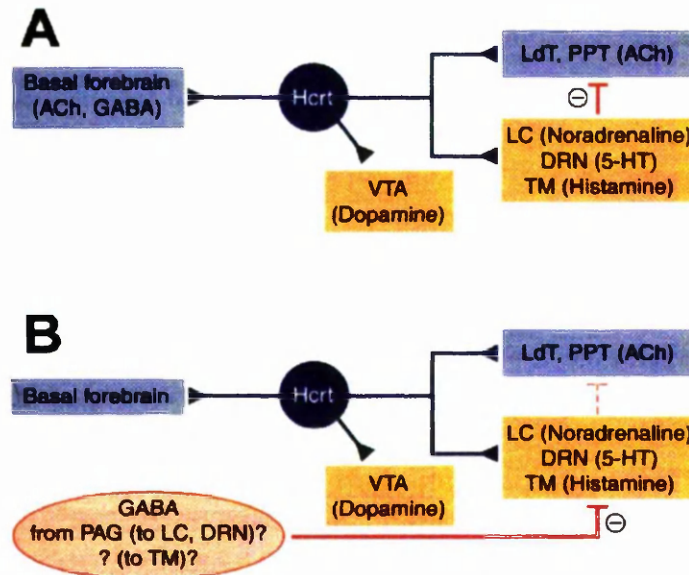 A
Basal forebrain
(ACh, GABA)
Hcrt
VTA
(Dopamine)
LdT, PPT (ACh)
⊖
LC (Noradrenaline)
DRN (5-HT)
TM (Histamine)
B
Basal forebrain
Hcrt
VTA
(Dopamine)
LdT, PPT (ACh)
LC (Noradrenaline)
DRN (5-HT)
TM (Histamine)
⊖
GABA
from PAG (to LC, DRN)?
? (to TM)?